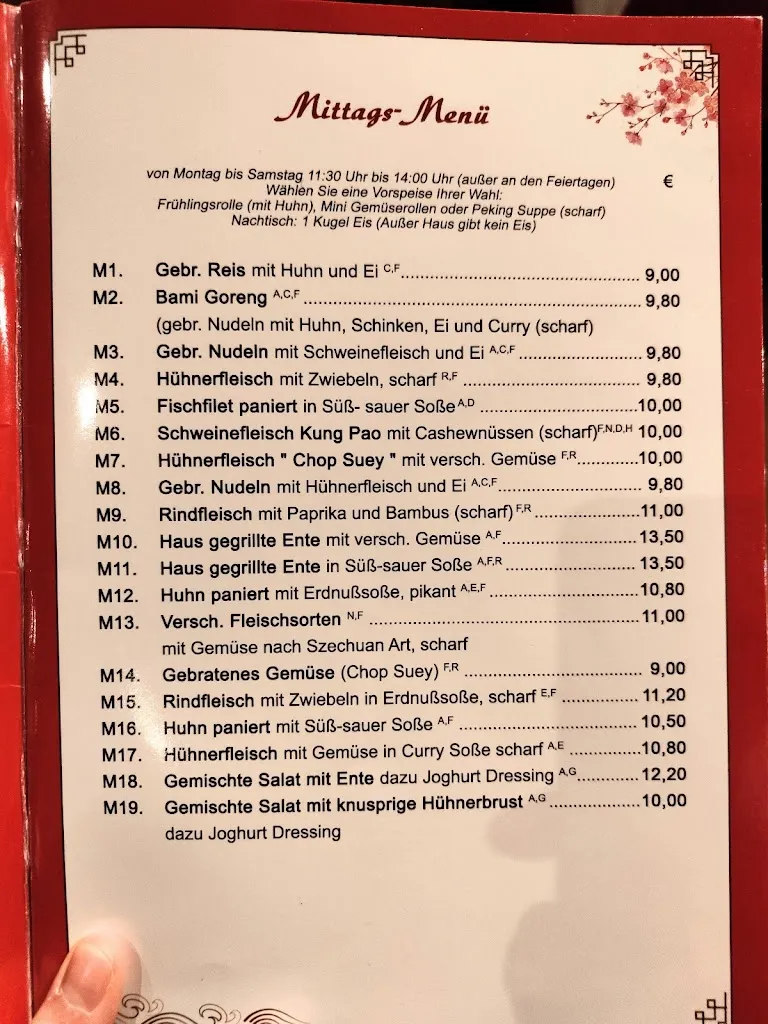 Mittags-Menü
von Montag bis Samstag 11:30 Uhr bis 14:00 Uhr (außer an den Feiertagen) €
Wählen Sie eine Vorspeise Ihrer Wahl:
Frühlingsrolle (mit Huhn), Mini Gemüserollen oder Peking Suppe (scharf)
Nachtisch: 1 Kugel Eis (Außer Haus gibt kein Eis)
M1. Gebr. Reis mit Huhn und Ei C,F 9,00
M2. Bami Goreng A,C,F 9,80
(gebr. Nudeln mit Huhn, Schinken, Ei und Curry (scharf)
M3. Gebr. Nudeln mit Schweinefleisch und Ei A,C,F 9,80
M4. Hühnerfleisch mit Zwiebeln, scharf R,F 9,80
M5. Fischfilet paniert in Süß- sauer Soße A,D 10,00
M6. Schweinefleisch Kung Pao mit Cashewnüssen (scharf) F,N,D,H 10,00
M7. Hühnerfleisch " Chop Suey " mit versch. Gemüse F,R 10,00
M8. Gebr. Nudeln mit Hühnerfleisch und Ei A,C,F 9,80
M9. Rindfleisch mit Paprika und Bambus (scharf) F,R 11,00
M10. Haus gegrillte Ente mit versch. Gemüse A,F 13,50
M11. Haus gegrillte Ente in Süß-sauer Soße A,F,R 13,50
M12. Huhn paniert mit Erdnußsoße, pikant A,E,F 10,80
M13. Versch. Fleischsorten N,F 11,00
mit Gemüse nach Szechuan Art, scharf
M14. Gebratenes Gemüse (Chop Suey) F,R 9,00
M15. Rindfleisch mit Zwiebeln in Erdnußsoße, scharf E,F 11,20
M16. Huhn paniert mit Süß-sauer Soße A,F 10,50
M17. Hühnerfleisch mit Gemüse in Curry Soße scharf A,E 10,80
M18. Gemischte Salat mit Ente dazu Joghurt Dressing A,G 12,20
M19. Gemischte Salat mit knusprige Hühnerbrust A,G 10,00
dazu Joghurt Dressing